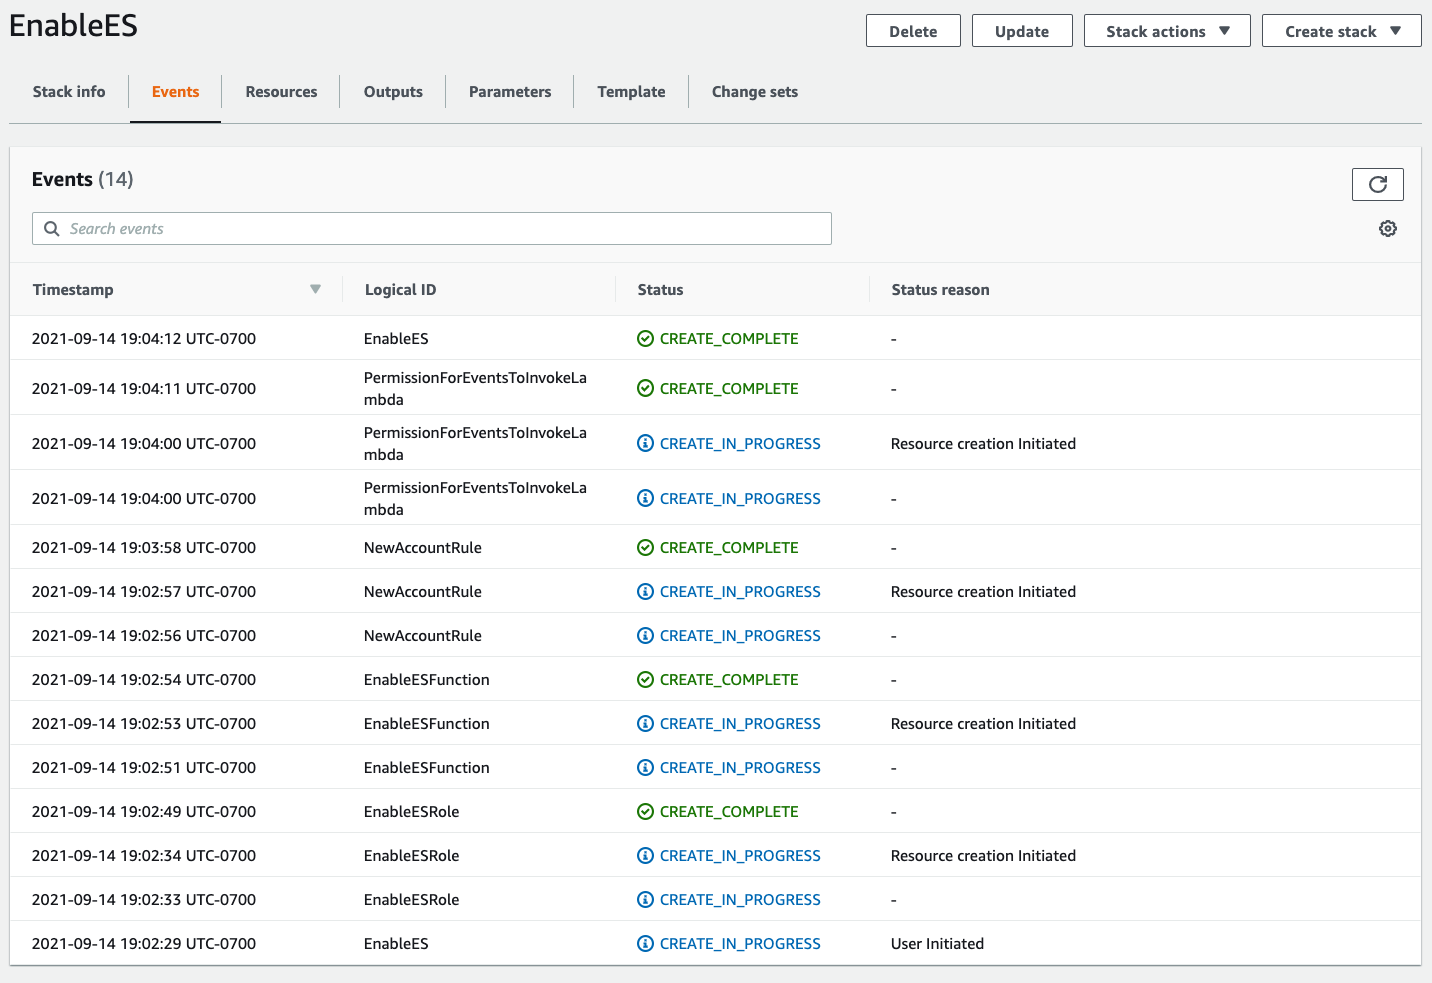 EnableES
Delete
Update
Stack actions
Create stack
Stack info
Events
Resources
Outputs
Parameters
Template
Change sets
Events (14)
Search events
Timestamp Logical ID Status Status reason
2021-09-14 19:04:12 UTC-0700 EnableES CREATE_COMPLETE -
2021-09-14 19:04:11 UTC-0700 PermissionForEventsToInvokeLa
mbda CREATE_COMPLETE -
2021-09-14 19:04:00 UTC-0700 PermissionForEventsToInvokeLa
mbda CREATE_IN_PROGRESS Resource creation Initiated
2021-09-14 19:04:00 UTC-0700 PermissionForEventsToInvokeLa
mbda CREATE_IN_PROGRESS -
2021-09-14 19:03:58 UTC-0700 NewAccountRule CREATE_COMPLETE -
2021-09-14 19:02:57 UTC-0700 NewAccountRule CREATE_IN_PROGRESS Resource creation Initiated
2021-09-14 19:02:56 UTC-0700 NewAccountRule CREATE_IN_PROGRESS -
2021-09-14 19:02:54 UTC-0700 EnableESFunction CREATE_COMPLETE -
2021-09-14 19:02:53 UTC-0700 EnableESFunction CREATE_IN_PROGRESS Resource creation Initiated
2021-09-14 19:02:51 UTC-0700 EnableESFunction CREATE_IN_PROGRESS -
2021-09-14 19:02:49 UTC-0700 EnableESRole CREATE_COMPLETE -
2021-09-14 19:02:34 UTC-0700 EnableESRole CREATE_IN_PROGRESS Resource creation Initiated
2021-09-14 19:02:33 UTC-0700 EnableESRole CREATE_IN_PROGRESS -
2021-09-14 19:02:29 UTC-0700 EnableES CREATE_IN_PROGRESS User Initiated